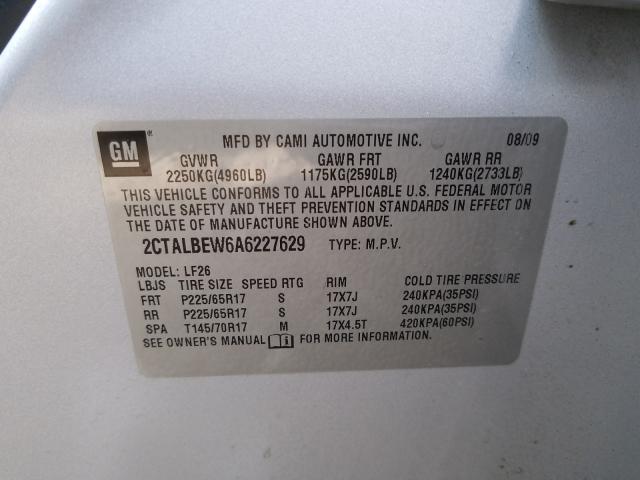 GM ® MFD BY CAMI AUTOMOTIVE INC. 08/09
GVWR GAWR FRT GAWR RR
2250KG(4960LB) 1175KG(2590LB) 1240KG(2733LB)
THIS VEHICLE CONFORMS TO ALL APPLICABLE U.S. FEDERAL MOTOR
VEHICLE SAFETY AND THEFT PREVENTION STANDARDS IN EFFECT ON
THE DATE OF MANUFACTURE SHOWN ABOVE.
2CTALBEW6A6227629 TYPE: M.P.V.
MODEL: LF26
LBJS TIRE SIZE SPEED RTG RIM COLD TIRE PRESSURE
FRT P225/65R17 S 17X7J 240KPA(35PSI)
RR P225/65R17 S 17X7J 240KPA(35PSI)
SPA T145/70R17 M 17X4.5T 420KPA(60PSI)
SEE OWNER'S MANUAL i FOR MORE INFORMATION.